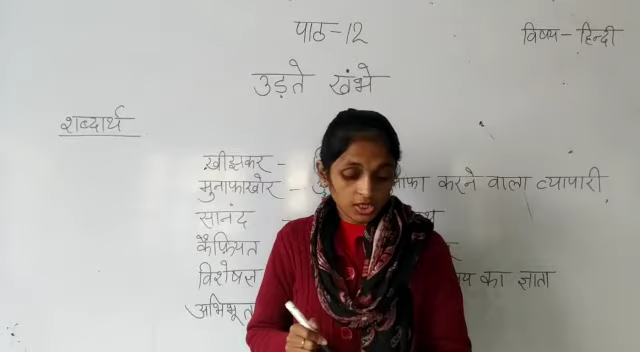 पाठ-12
विषय- हिन्दी
उड़ते खंभे
शब्दार्थ
खीझकर -
मुनाफाखोर - करने वाला व्यापारी
सानंद -
कैफियत
विशेषज्ञ का ज्ञाता
अभिभूत